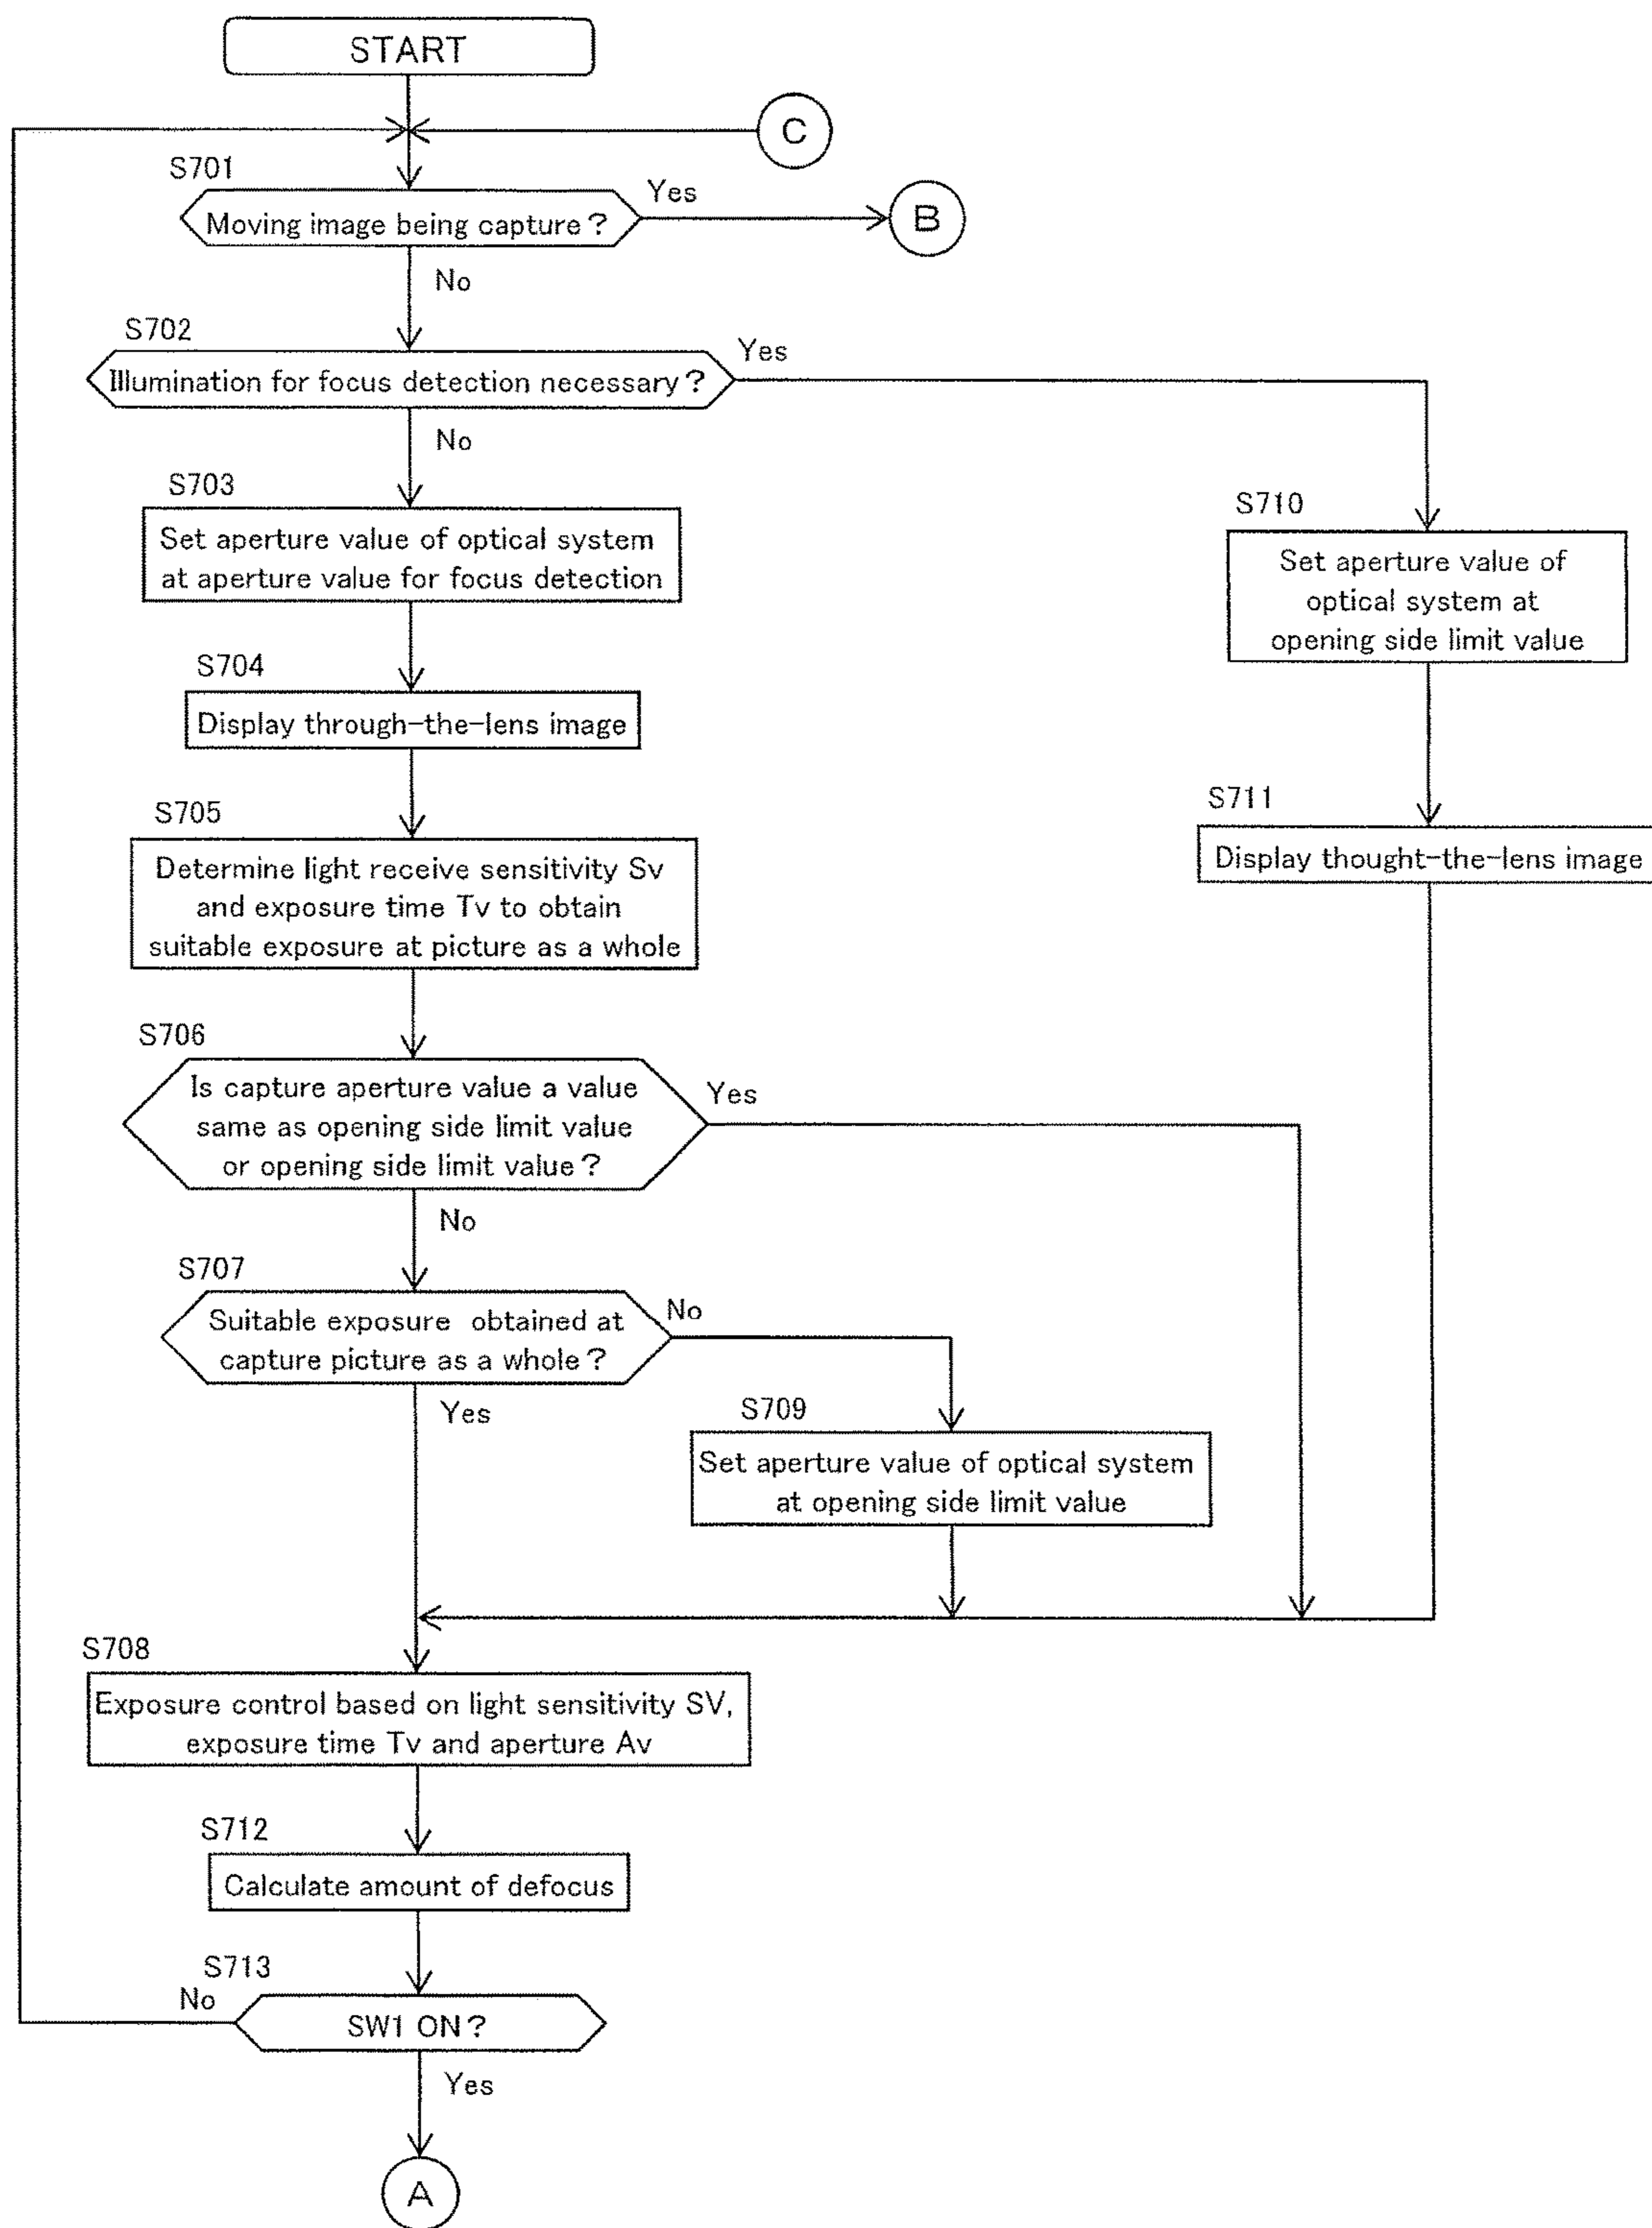 START
C
S701
Moving image being capture?
Yes
B
No
S702
Illumination for focus detection necessary?
Yes
No
S703
Set aperture value of optical system
at aperture value for focus detection
S710
Set aperture value of
optical system at
opening side limit value
S704
Display through-the-lens image
S705
Determine light receive sensitivity Sv
and exposure time Tv to obtain
suitable exposure at picture as a whole
S711
Display thought-the-lens image
S706
Is capture aperture value a value
same as opening side limit value
or opening side limit value?
Yes
No
S707
Suitable exposure obtained at
capture picture as a whole?
No
Yes
S709
Set aperture value of optical system
at opening side limit value
S708
Exposure control based on light sensitivity SV,
exposure time Tv and aperture Av
S712
Calculate amount of defocus
S713
No
SW1 ON?
Yes
A